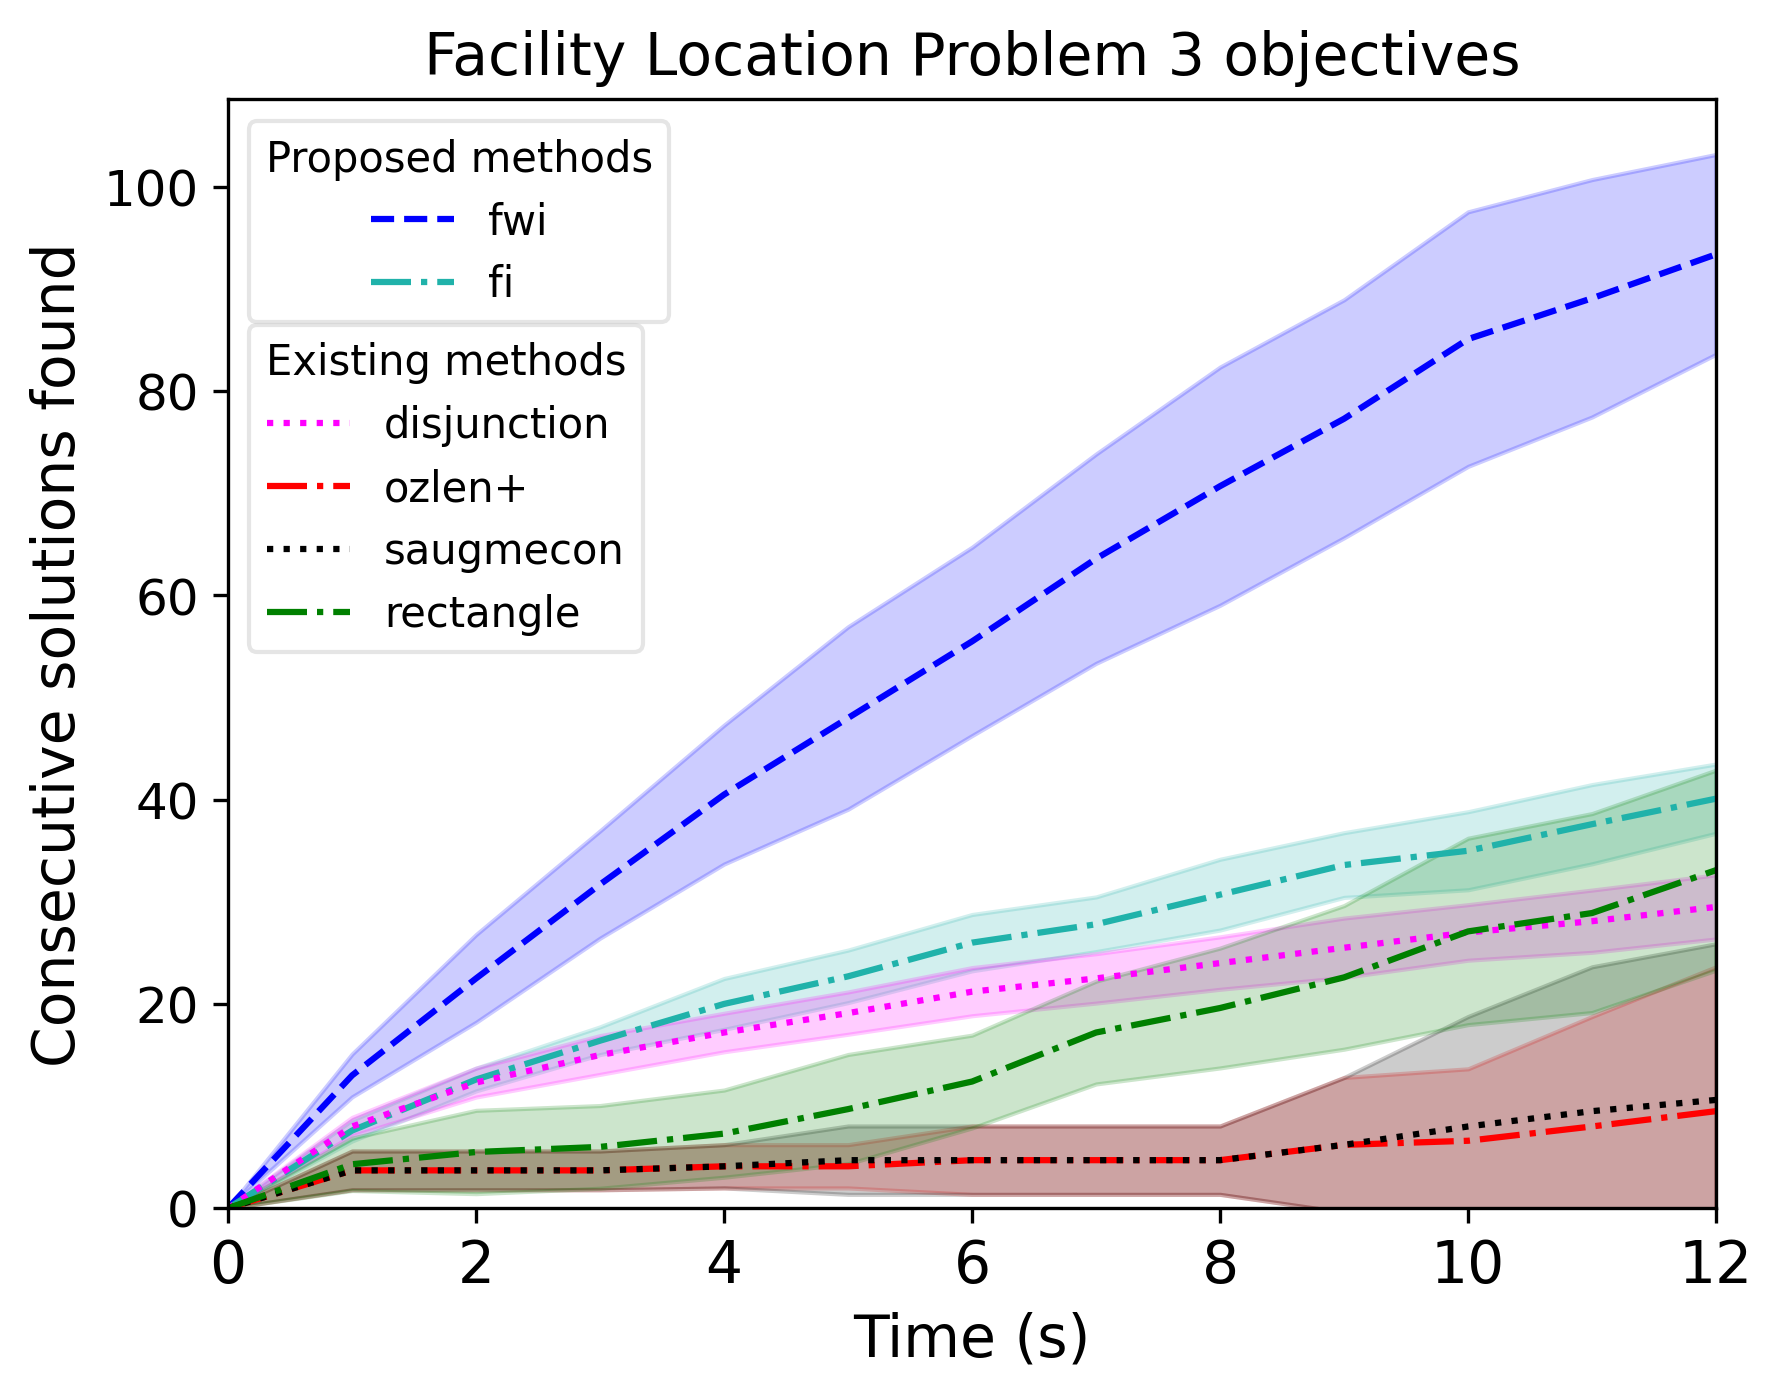 Facility Location Problem 3 objectives
Consecutive solutions found
100
80
60
40
20
0
Proposed methods
fwi
fi
Existing methods
disjunction
ozlen+
saugmecon
rectangle
0 2 4 6 8 10 12
Time (s)